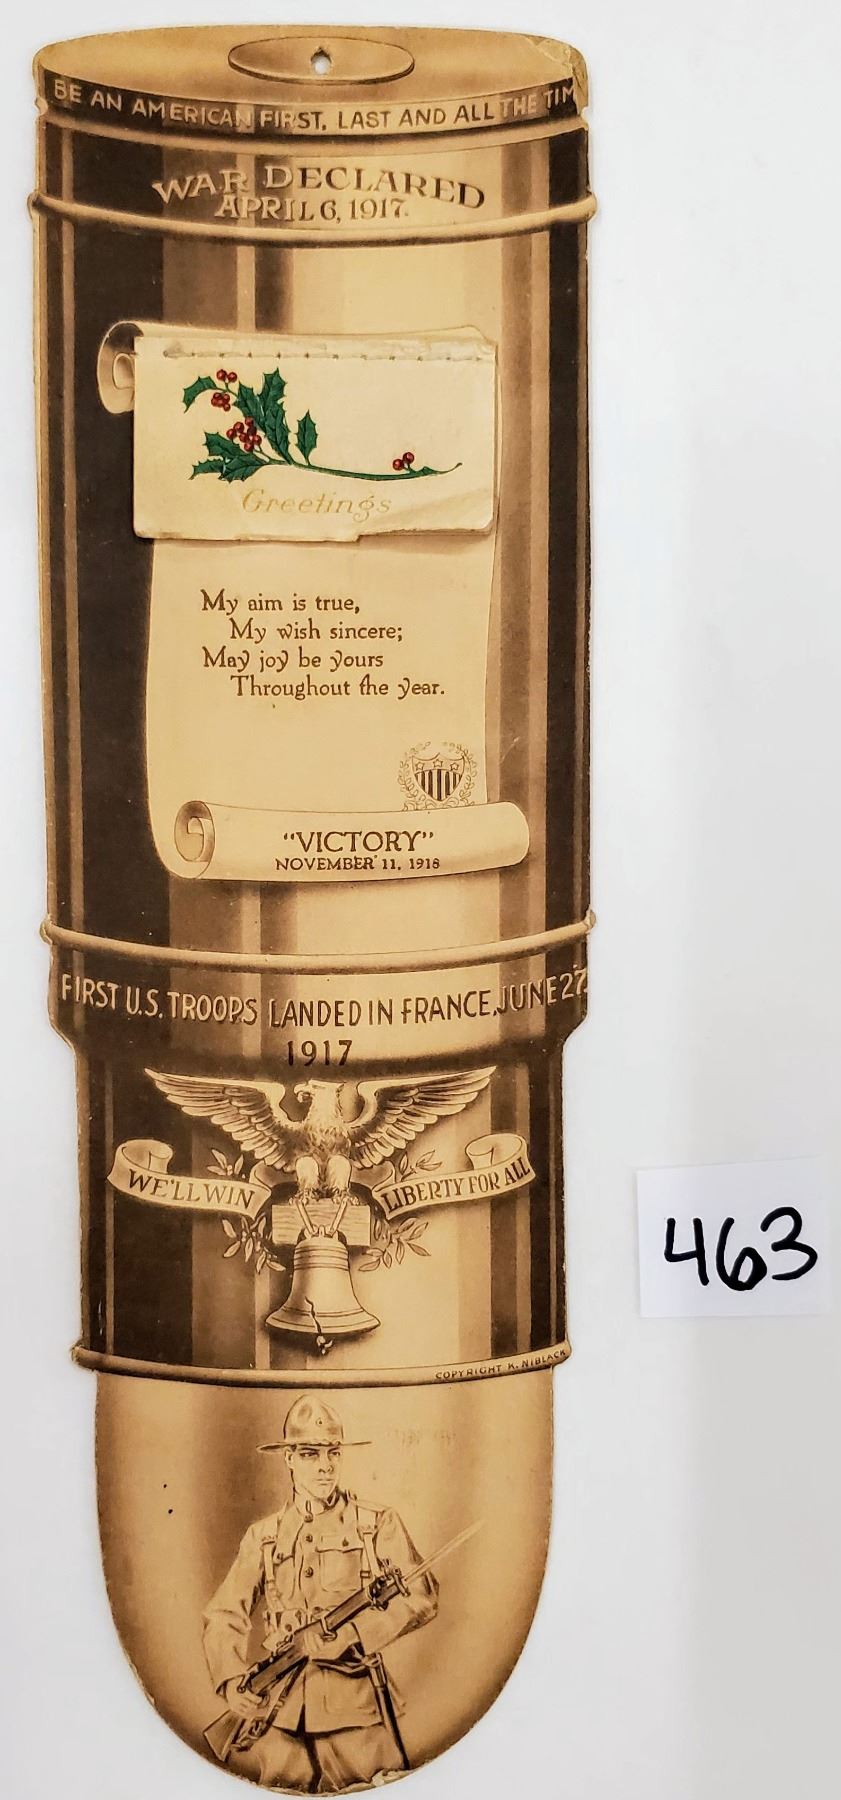 BE AN AMERICAN FIRST, LAST AND ALL THE TIM
WAR DECLARED
APRIL 6, 1917.
Greetings
My aim is true,
My wish sincere;
May joy be yours
Throughout the year.
"VICTORY"
NOVEMBER 11, 1918
FIRST U.S. TROOPS LANDED IN FRANCE, JUNE 27,
1917
WE'LL WIN
LIBERTY FOR ALL
463
COPYRIGHT K. NIBLACK